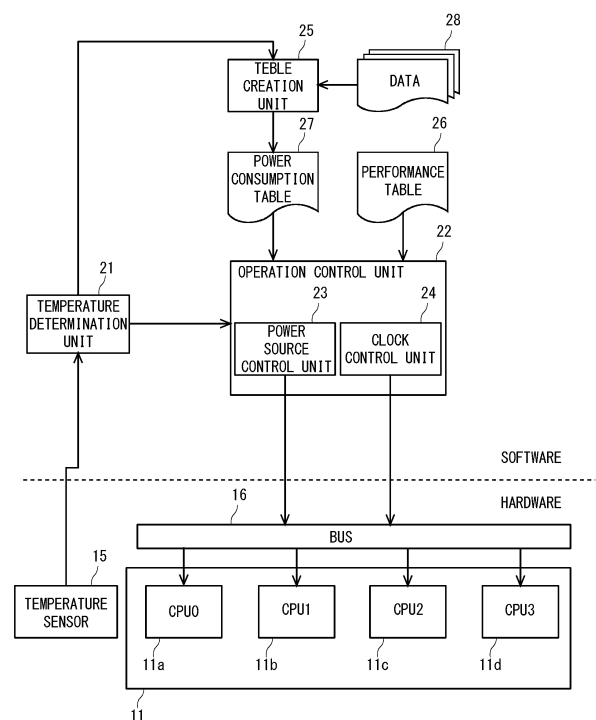 28
25
TEBLE
CREATION
UNIT
DATA
27
26
POWER
CONSUMPTION
TABLE
PERFORMANCE
TABLE
22
OPERATION CONTROL UNIT
21
TEMPERATURE
DETERMINATION
UNIT
23
24
POWER
SOURCE
CONTROL UNIT
CLOCK
CONTROL UNIT
SOFTWARE
HARDWARE
16
BUS
15
TEMPERATURE
SENSOR
CPU0
CPU1
CPU2
CPU3
11a
11b
11c
11d
11